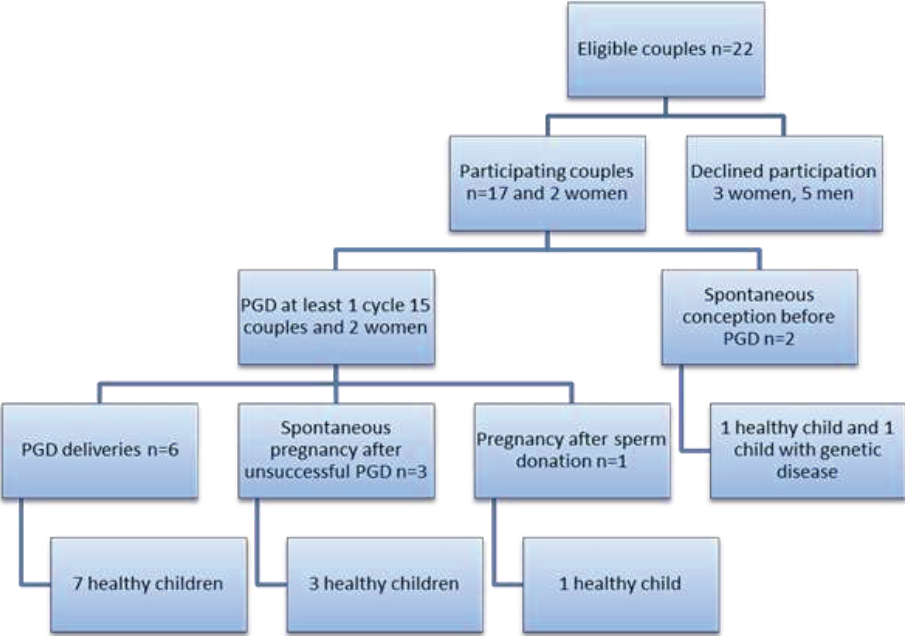 Eligible couples n=22
Participating couples
n=17 and 2 women
Declined participation
3 women, 5 men
PGD at least 1 cycle 15
couples and 2 women
Spontaneous
conception before
PGD n=2
PGD deliveries n=6
Spontaneous
pregnancy after
unsuccessful PGD n=3
Pregnancy after sperm
donation n=1
1 healthy child and 1
child with genetic
disease
7 healthy children
3 healthy children
1 healthy child